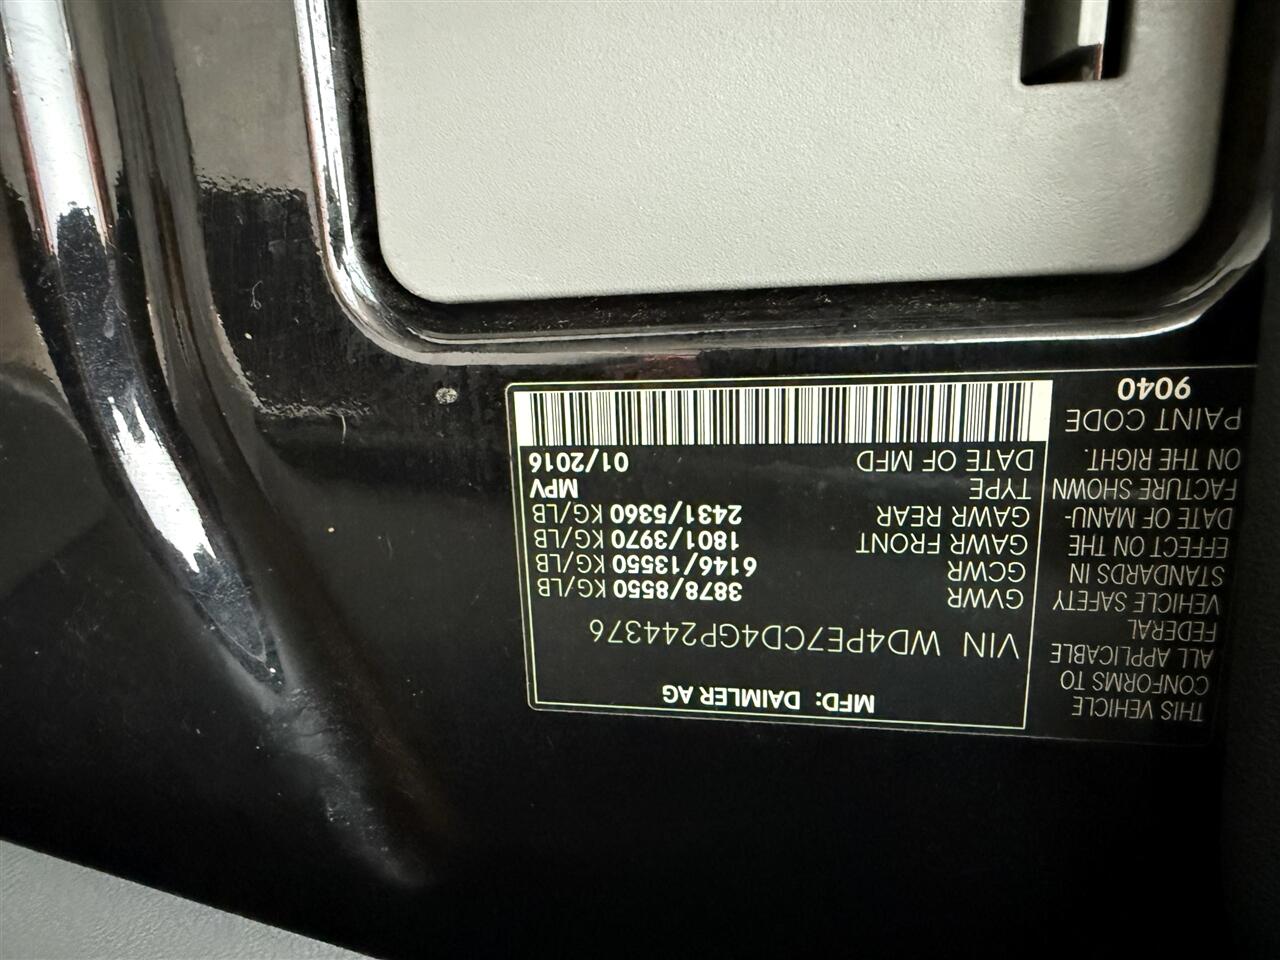 THIS VEHICLE
CONFORMS TO
ALL APPLICABLE
FEDERAL
VEHICLE SAFETY
STANDARDS IN
EFFECT ON THE
DATE OF MANU-
FACTURE SHOWN
ON THE RIGHT.
PAINT CODE
9040
MFD: DAIMLER AG
VIN WD4PE7CD4GP244376
GVWR 3878/8550 KG/LB
GCWR 6146/13550 KG/LB
GAWR FRONT 1801/3970 KG/LB
GAWR REAR 2431/5360 KG/LB
TYPE MPV
DATE OF MFD 01/2016